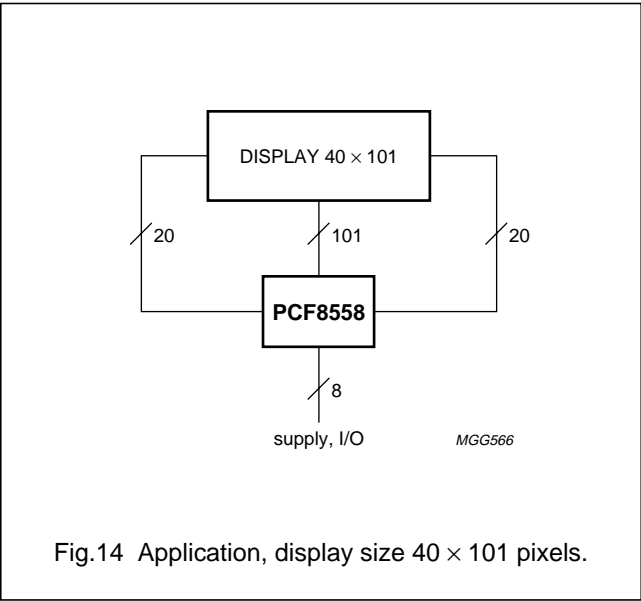 DISPLAY 40 × 101
20
101
20
PCF8558
8
supply, I/O
MGG566
Fig.14 Application, display size 40 × 101 pixels.